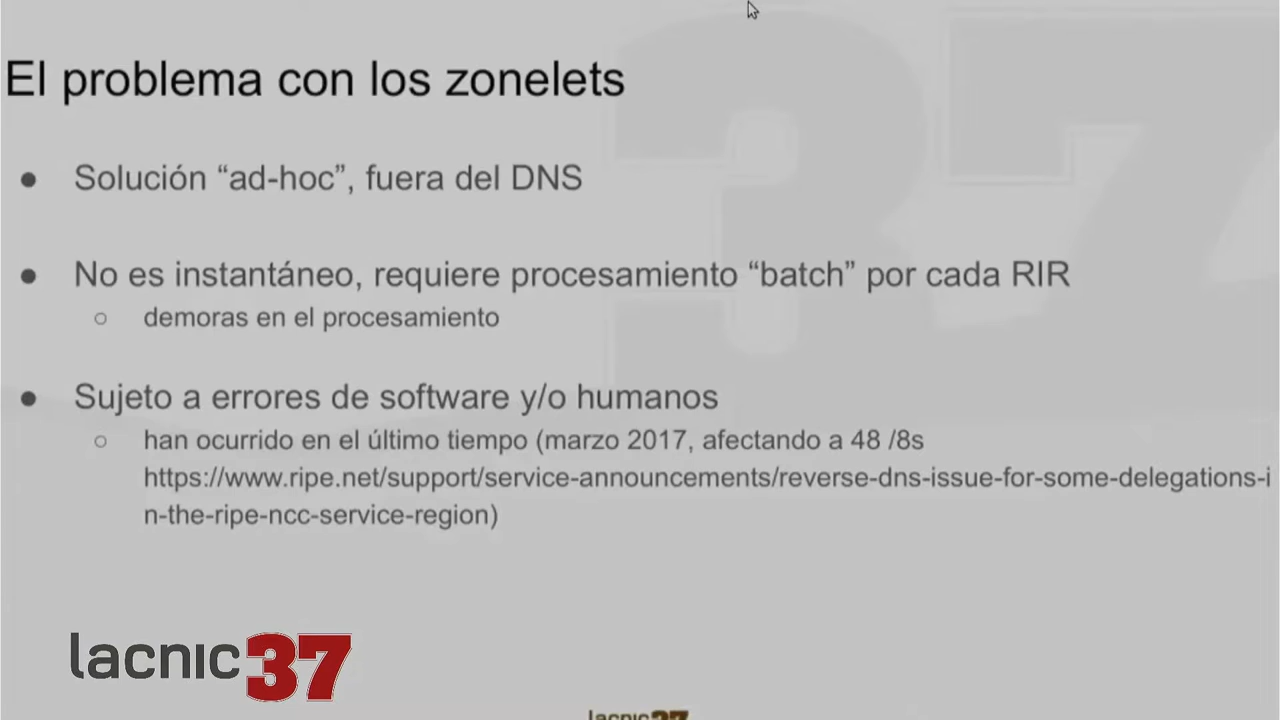 El problema con los zonelets
● Solución “ad-hoc”, fuera del DNS
● No es instantáneo, requiere procesamiento “batch” por cada RIR
○ demoras en el procesamiento
● Sujeto a errores de software y/o humanos
○ han ocurrido en el último tiempo (marzo 2017, afectando a 48 /8s
https://www.ripe.net/support/service-announcements/reverse-dns-issue-for-some-delegations-i
n-the-ripe-ncc-service-region)
lacnic37
lacnic37